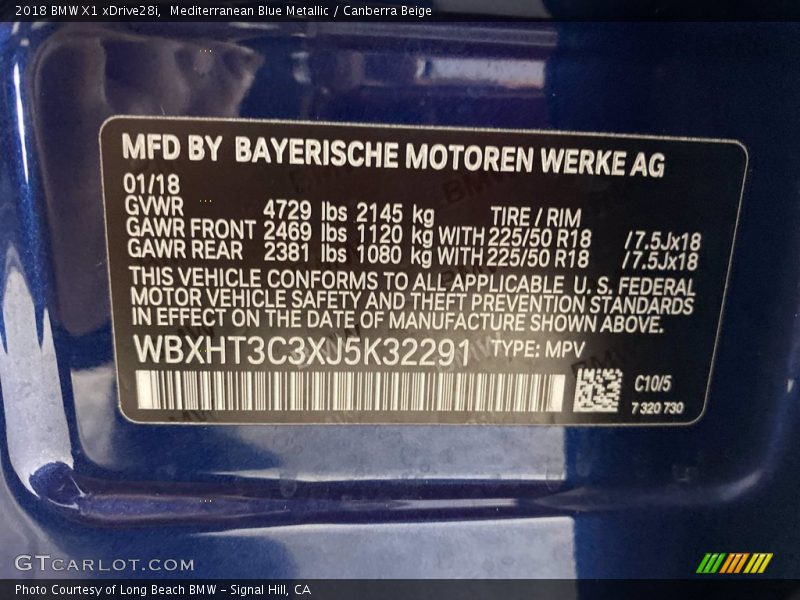 2018 BMW X1 xDrive28i, Mediterranean Blue Metallic / Canberra Beige
MFD BY BAYERISCHE MOTOREN WERKE AG
01/18
GVWR 4729 lbs 2145 kg TIRE / RIM
GAWR FRONT 2469 lbs 1120 kg WITH 225/50 R18 /7.5Jx18
GAWR REAR 2381 lbs 1080 kg WITH 225/50 R18 /7.5Jx18
THIS VEHICLE CONFORMS TO ALL APPLICABLE U. S. FEDERAL
MOTOR VEHICLE SAFETY AND THEFT PREVENTION STANDARDS
IN EFFECT ON THE DATE OF MANUFACTURE SHOWN ABOVE.
WBXHT3C3XJ5K32291 TYPE: MPV
C10/5
7 320 730
GTCARLOT.COM
Photo Courtesy of Long Beach BMW - Signal Hill, CA